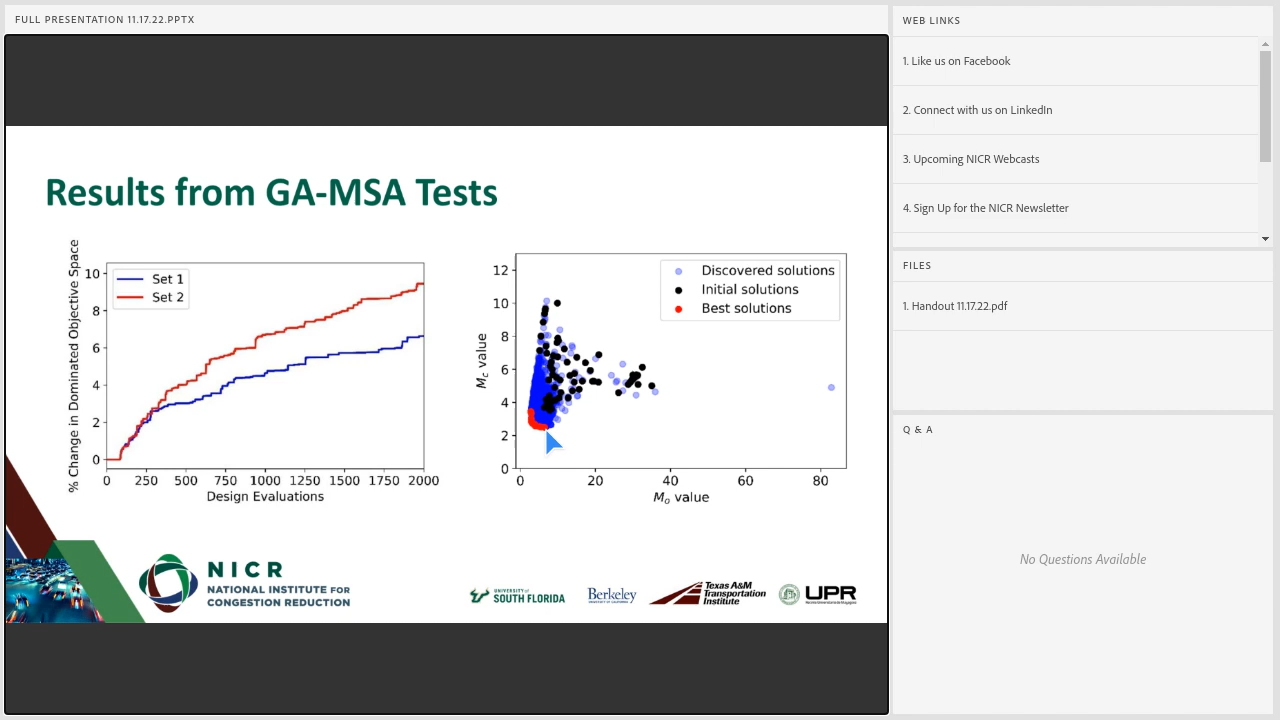 FULL PRESENTATION 11.17.22.PPTX
Results from GA-MSA Tests
% Change in Dominated Objective Space
10
8
6
4
2
0
Set 1
Set 2
0 250 500 750 1000 1250 1500 1750 2000
Design Evaluations
Mc value
12
10
8
6
4
2
0
Discovered solutions
Initial solutions
Best solutions
0 20 40 60 80
Mo value
NICR
NATIONAL INSTITUTE FOR
CONGESTION REDUCTION
UNIVERSITY of
SOUTH FLORIDA
Berkeley
UNIVERSITY OF CALIFORNIA
Texas A&M
Transportation
Institute
UPR
WEB LINKS
1. Like us on Facebook
2. Connect with us on LinkedIn
3. Upcoming NICR Webcasts
4. Sign Up for the NICR Newsletter
FILES
1. Handout 11.17.22.pdf
Q & A
No Questions Available